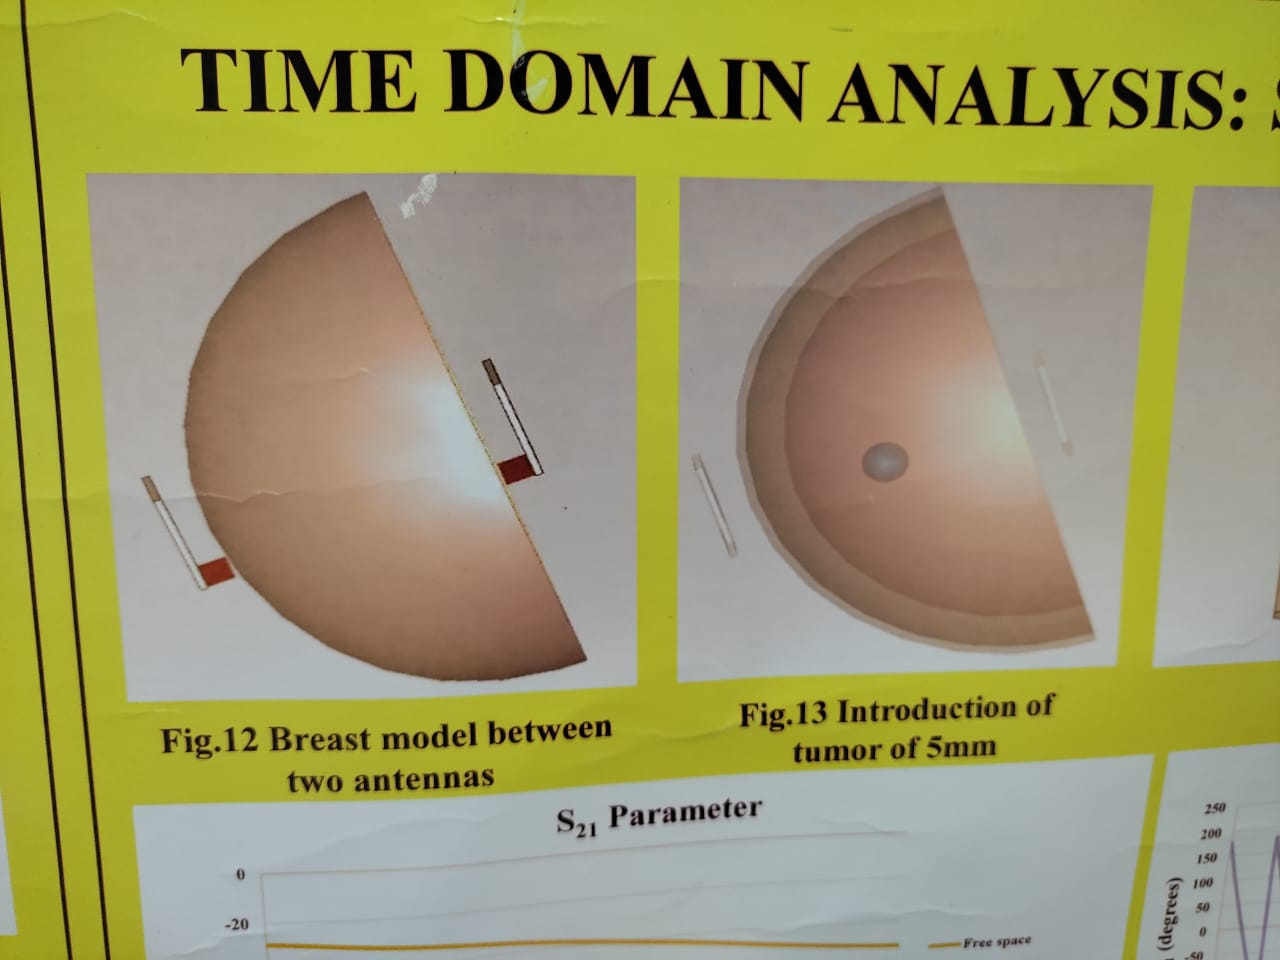 TIME DOMAIN ANALYSIS:
Fig.12 Breast model between
two antennas
Fig.13 Introduction of
tumor of 5mm
S21 Parameter
0
-20
Free space
250
200
150
100
50
0
-50
(degrees)